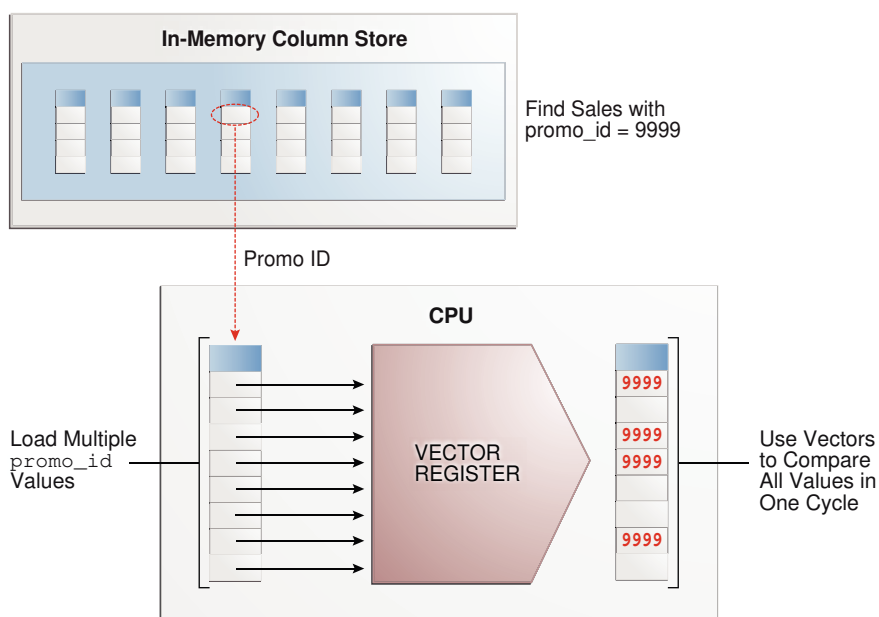 In-Memory Column Store
Find Sales with
promo_id = 9999
Promo ID
CPU
Load Multiple
promo_id
Values
VECTOR
REGISTER
9999
9999
9999
9999
Use Vectors
to Compare
All Values in
One Cycle